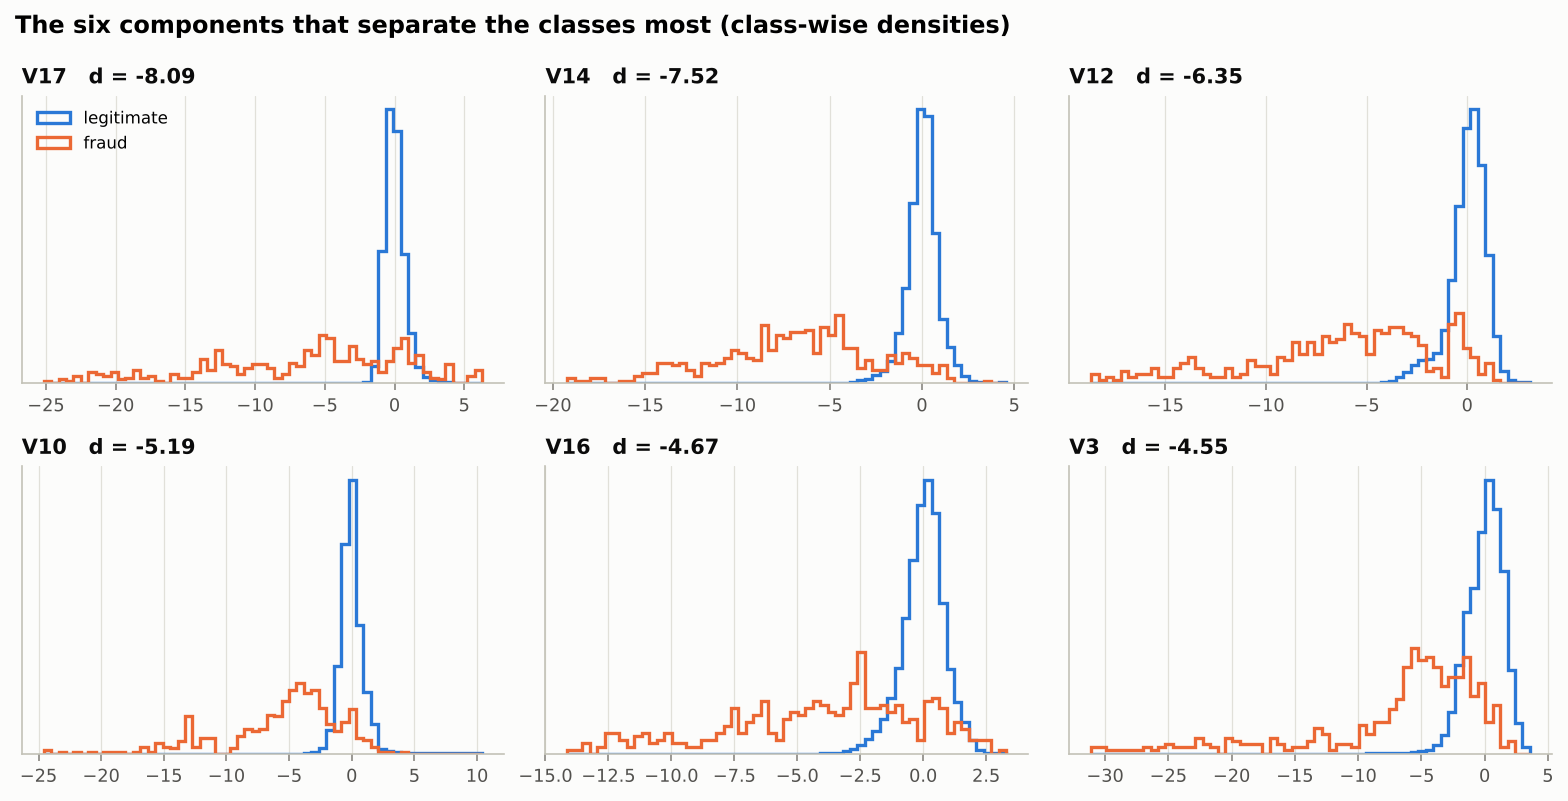 The six components that separate the classes most (class-wise densities)
V17 d = -8.09
legitimate
fraud
−25 −20 −15 −10 −5 0 5
V14 d = -7.52
−20 −15 −10 −5 0 5
V12 d = -6.35
−15 −10 −5 0
V10 d = -5.19
−25 −20 −15 −10 −5 0 5 10
V16 d = -4.67
−15.0 −12.5 −10.0 −7.5 −5.0 −2.5 0.0 2.5
V3 d = -4.55
−30 −25 −20 −15 −10 −5 0 5